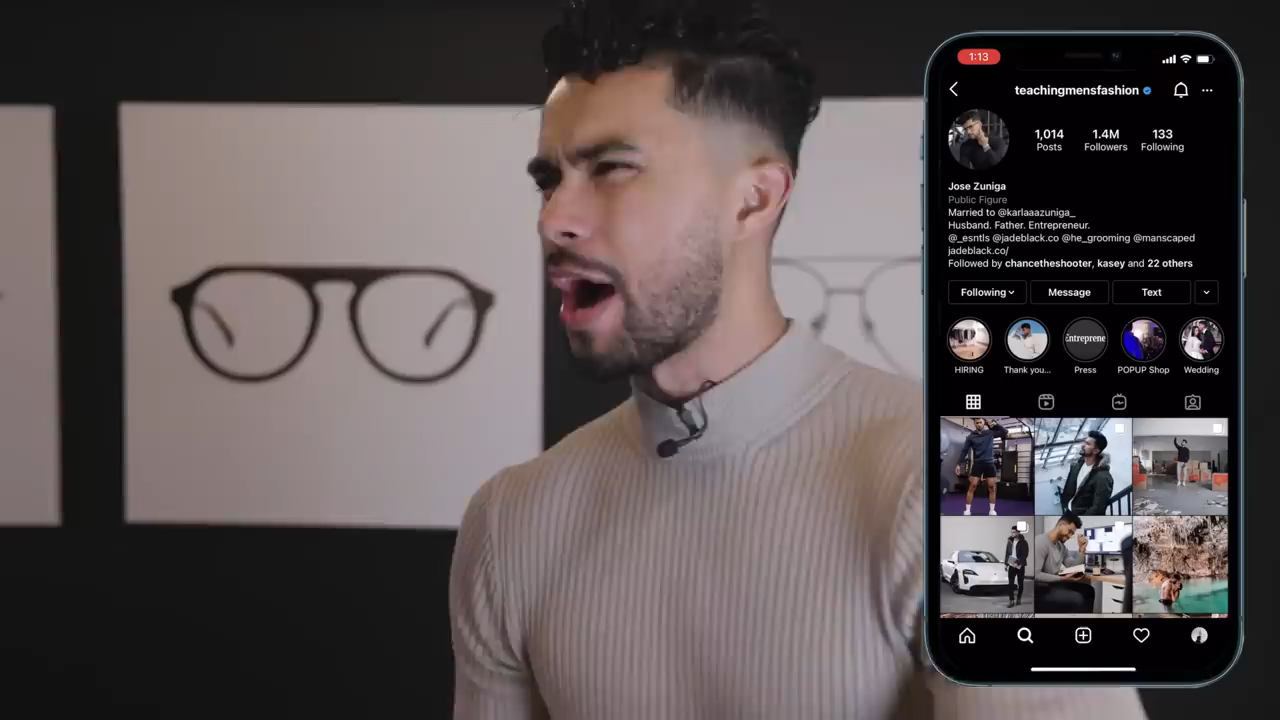 1:13
teachingmensfashion
1,014 1.4M 133
Posts Followers Following
Jose Zuniga
Public Figure
Married to @karlaaazuniga_
Husband. Father. Entrepreneur.
@_esntls @jadeblack.co @he_grooming @manscaped
jadeblack.co/
Followed by chancetheshooter, kasey and 22 others
Following Message Text
Entreprene
HIRING Thank you... Press POPUP Shop Wedding